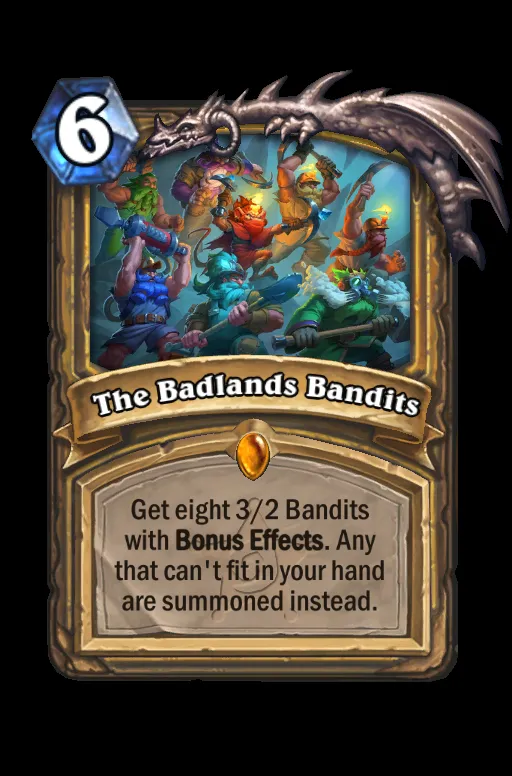 6
The Badlands Bandits
Get eight 3/2 Bandits
with Bonus Effects. Any
that can't fit in your hand
are summoned instead.